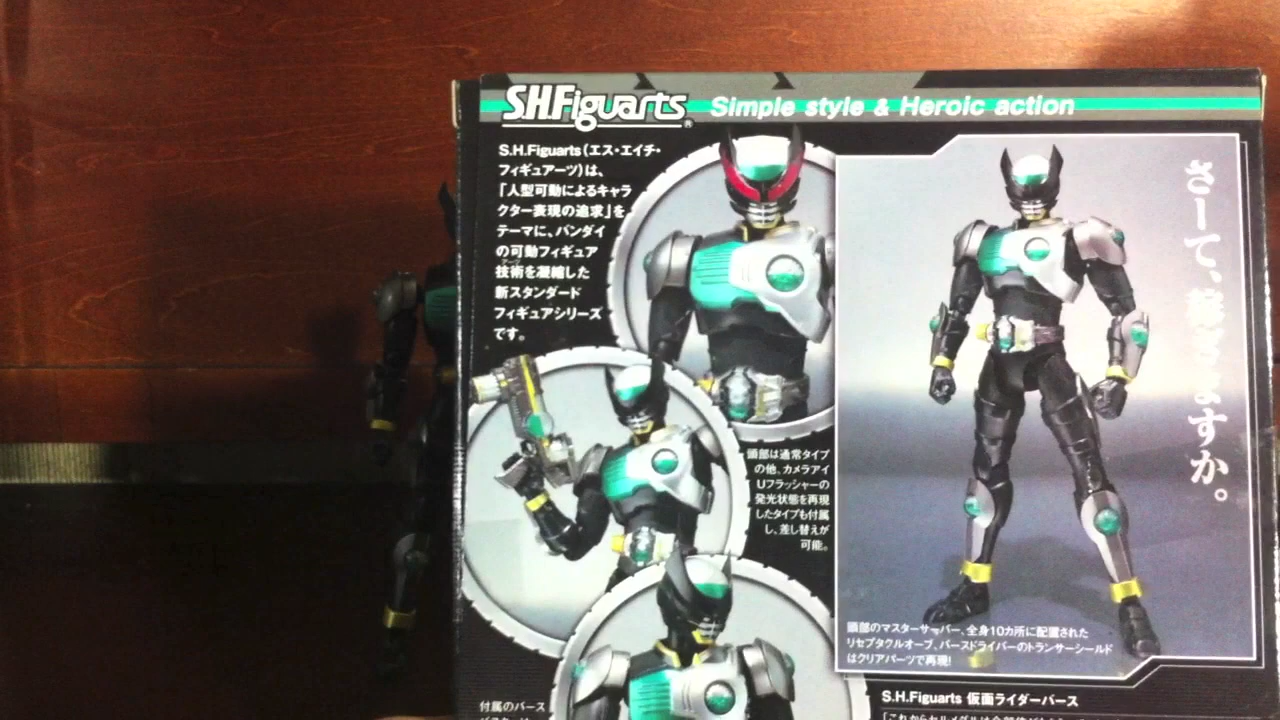 S.H.Figuarts®
Simple style & Heroic action
S.H.Figuarts(エス・エイチ・
フィギュアーツ)は、
「人型可動によるキャラ
クター表現の追求」を
テーマに、バンダイ
の可動フィギュア
技術を凝縮した
新スタンダード
フィギュアシリーズ
です。
さーて、稼ぎますか。
頭部は通常タイプ
の他、カメラアイ
Uフラッシャーの
発光状態を再現
したタイプも付属
し、差し替えが
可能。
頭部のマスターサーバー、全身10カ所に配置された
リセプタクルオーブ、バースドライバーのトランサーシールド
はクリアパーツで再現!
付属のバース
S.H.Figuarts 仮面ライダーバース